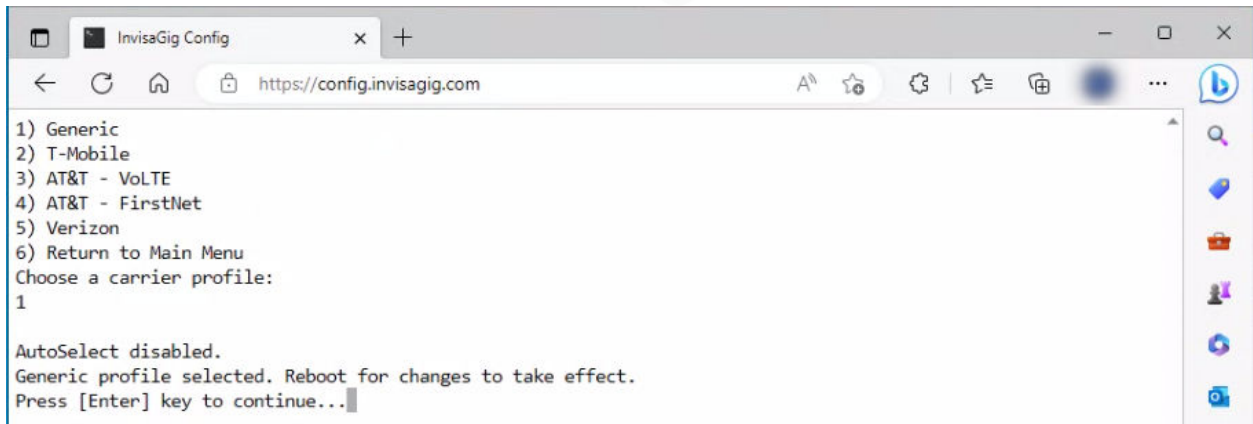 InvisaGig Config
https://config.invisagig.com
1) Generic
2) T-Mobile
3) AT&T - VoLTE
4) AT&T - FirstNet
5) Verizon
6) Return to Main Menu
Choose a carrier profile:
1
AutoSelect disabled.
Generic profile selected. Reboot for changes to take effect.
Press [Enter] key to continue...